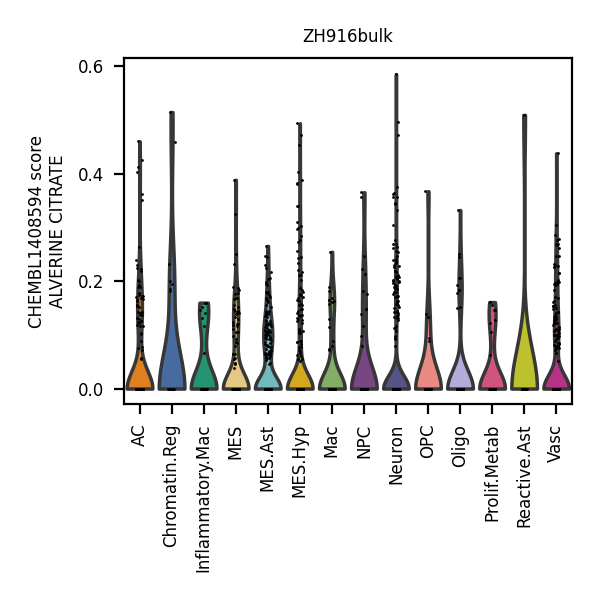 ZH916bulk
CHEMBL1408594 score
ALVERINE CITRATE
0.6
0.4
0.2
0.0
AC
Chromatin.Reg
Inflammatory.Mac
MES
MES.Ast
MES.Hyp
Mac
NPC
Neuron
OPC
Oligo
Prolif.Metab
Reactive.Ast
Vasc